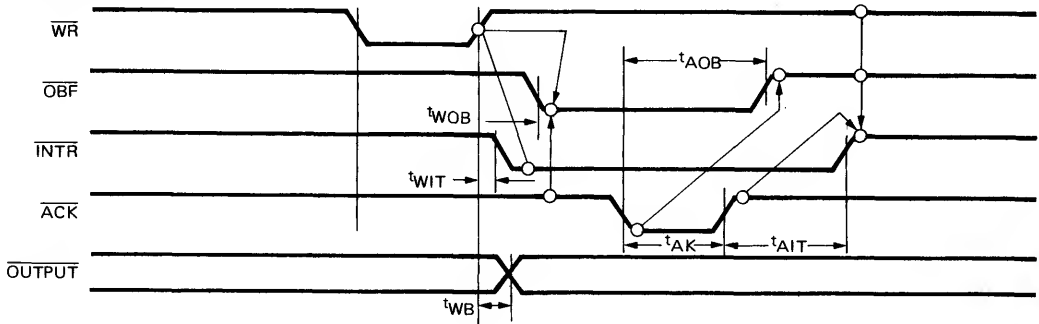 WR
tAOB
OBF
tWOB
INTR
tWIT
ACK
tAK
tAIT
OUTPUT
tWB